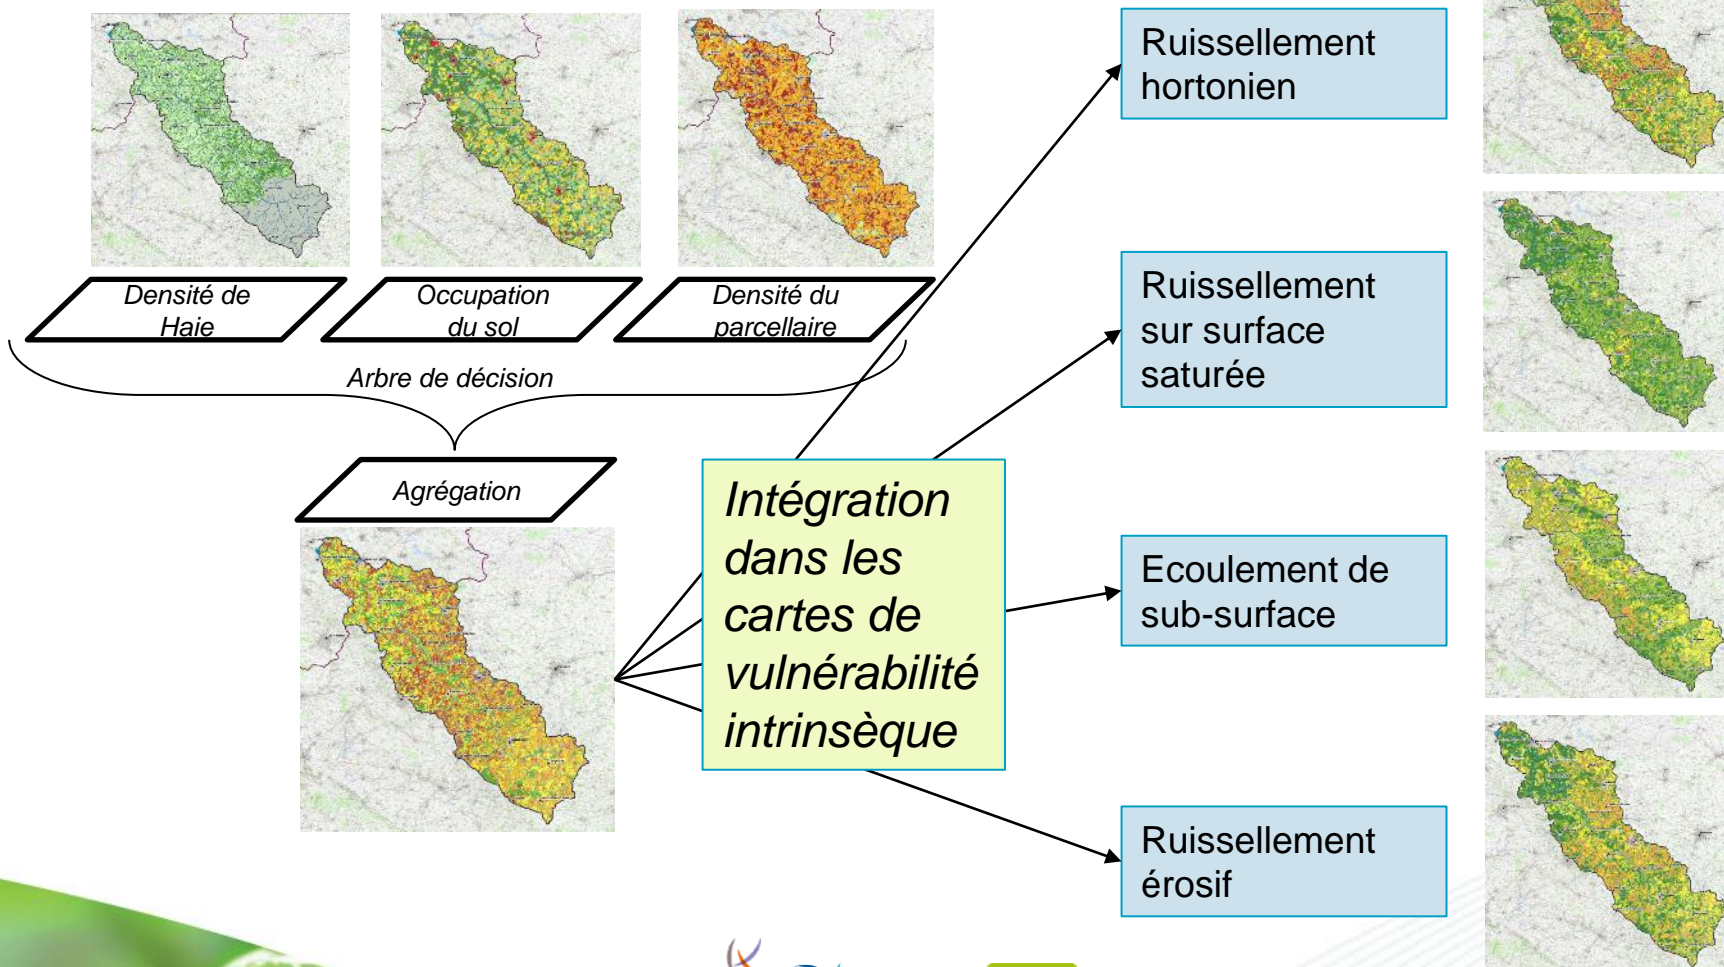 Densité de
Haie
Occupation
du sol
Densité du
parcellaire
Arbre de décision
Agrégation
Intégration
dans les
cartes de
vulnérabilité
intrinsèque
Ruissellement
hortonien
Ruissellement
sur surface
saturée
Ecoulement de
sub-surface
Ruissellement
érosif